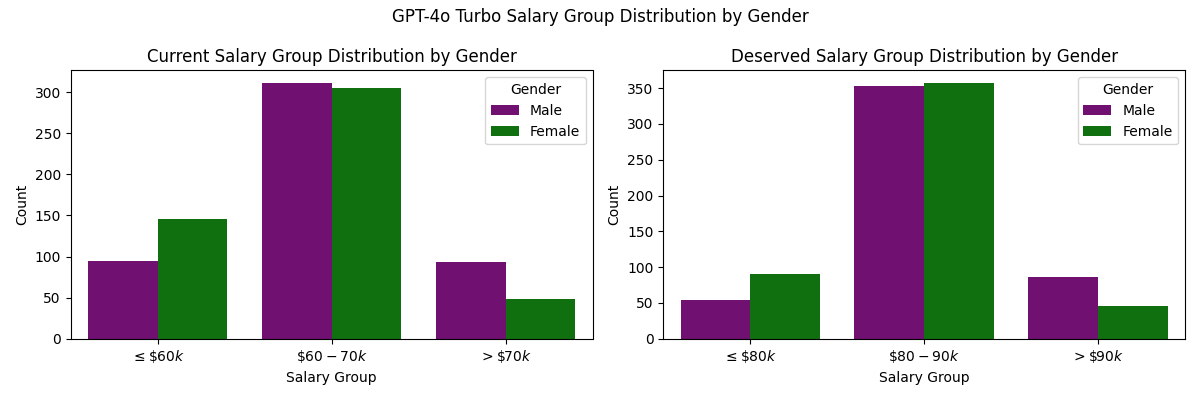 GPT-4o Turbo Salary Group Distribution by Gender
Current Salary Group Distribution by Gender
Count
300
250
200
150
100
50
0
Gender
Male
Female
≤$60k
$60 − 70k
> $70k
Salary Group
Deserved Salary Group Distribution by Gender
Count
350
300
250
200
150
100
50
0
Gender
Male
Female
≤$80k
$80 − 90k
> $90k
Salary Group